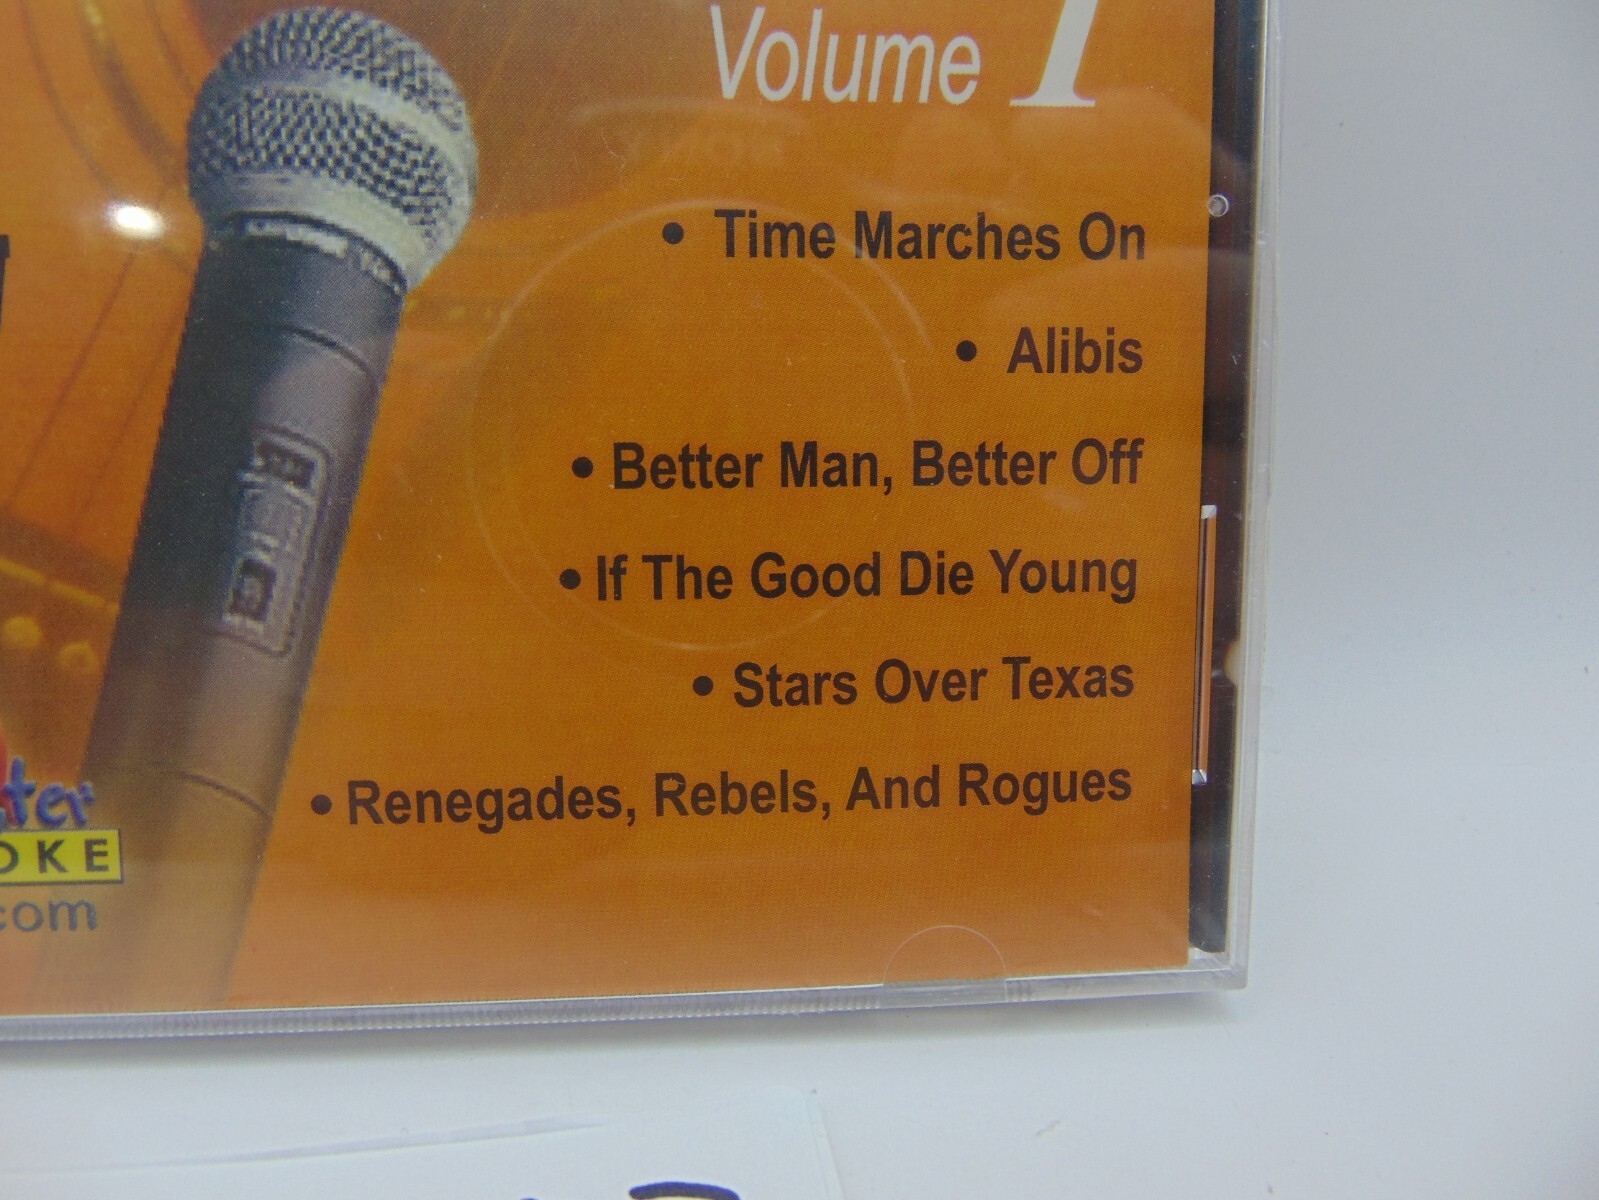 Volume 1
• Time Marches On
• Alibis
• Better Man, Better Off
• If The Good Die Young
• Stars Over Texas
• Renegades, Rebels, And Rogues
ter
OKE
.com